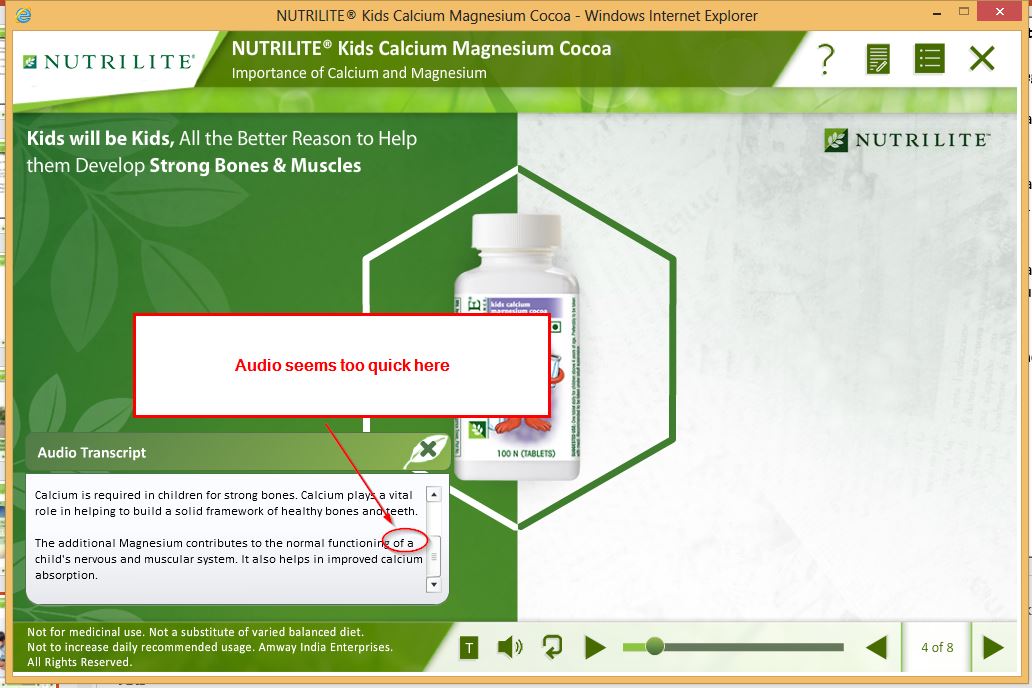 NUTRILITE® Kids Calcium Magnesium Cocoa - Windows Internet Explorer
NUTRILITE®
NUTRILITE® Kids Calcium Magnesium Cocoa
Importance of Calcium and Magnesium
?
Kids will be Kids, All the Better Reason to Help
them Develop Strong Bones & Muscles
NUTRILITE™
kids calcium
magnesium cocoa
Audio seems too quick here
100 N (TABLETS)
Audio Transcript
Calcium is required in children for strong bones. Calcium plays a vital
role in helping to build a solid framework of healthy bones and teeth.
The additional Magnesium contributes to the normal functioning of a
child's nervous and muscular system. It also helps in improved calcium
absorption.
Not for medicinal use. Not a substitute of varied balanced diet.
Not to increase daily recommended usage. Amway India Enterprises.
All Rights Reserved.
T
4 of 8